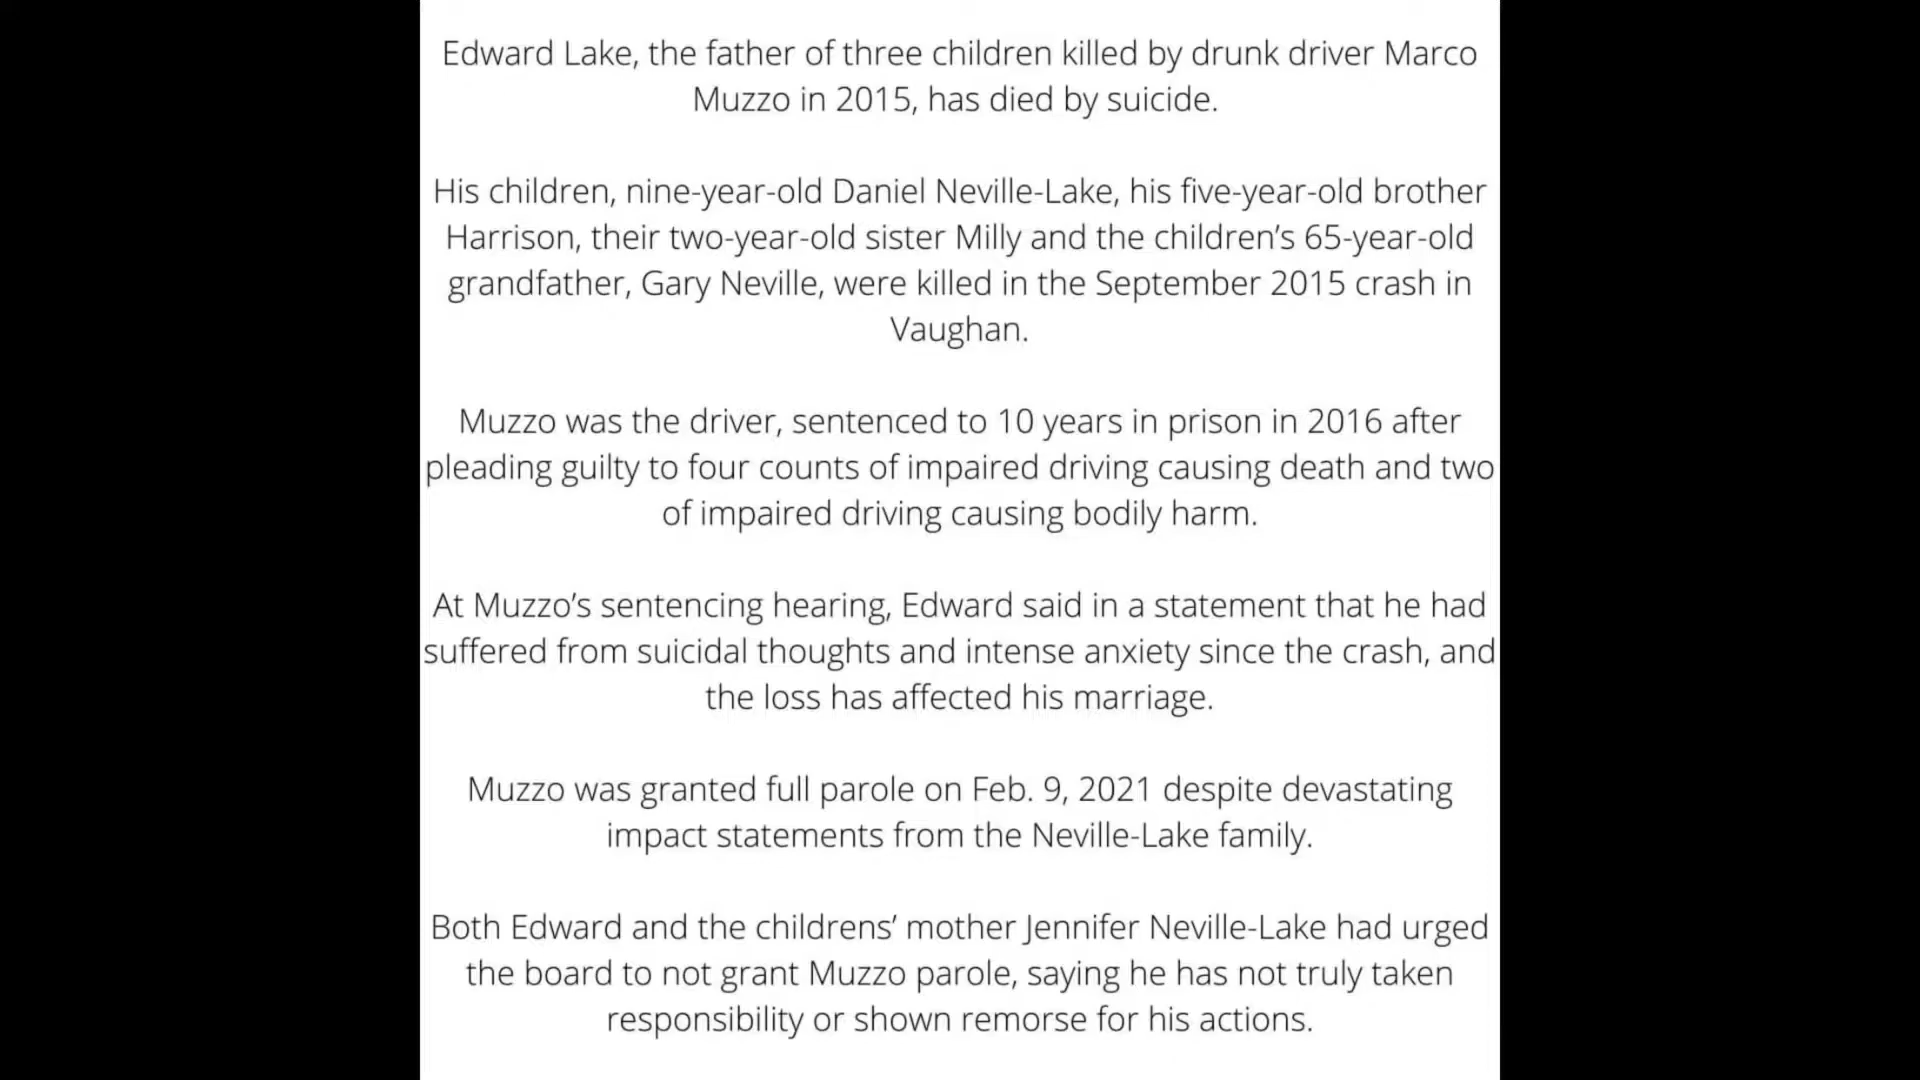 Edward Lake, the father of three children killed by drunk driver Marco
Muzzo in 2015, has died by suicide.
His children, nine-year-old Daniel Neville-Lake, his five-year-old brother
Harrison, their two-year-old sister Milly and the children’s 65-year-old
grandfather, Gary Neville, were killed in the September 2015 crash in
Vaughan.
Muzzo was the driver, sentenced to 10 years in prison in 2016 after
pleading guilty to four counts of impaired driving causing death and two
of impaired driving causing bodily harm.
At Muzzo’s sentencing hearing, Edward said in a statement that he had
suffered from suicidal thoughts and intense anxiety since the crash, and
the loss has affected his marriage.
Muzzo was granted full parole on Feb. 9, 2021 despite devastating
impact statements from the Neville-Lake family.
Both Edward and the childrens’ mother Jennifer Neville-Lake had urged
the board to not grant Muzzo parole, saying he has not truly taken
responsibility or shown remorse for his actions.